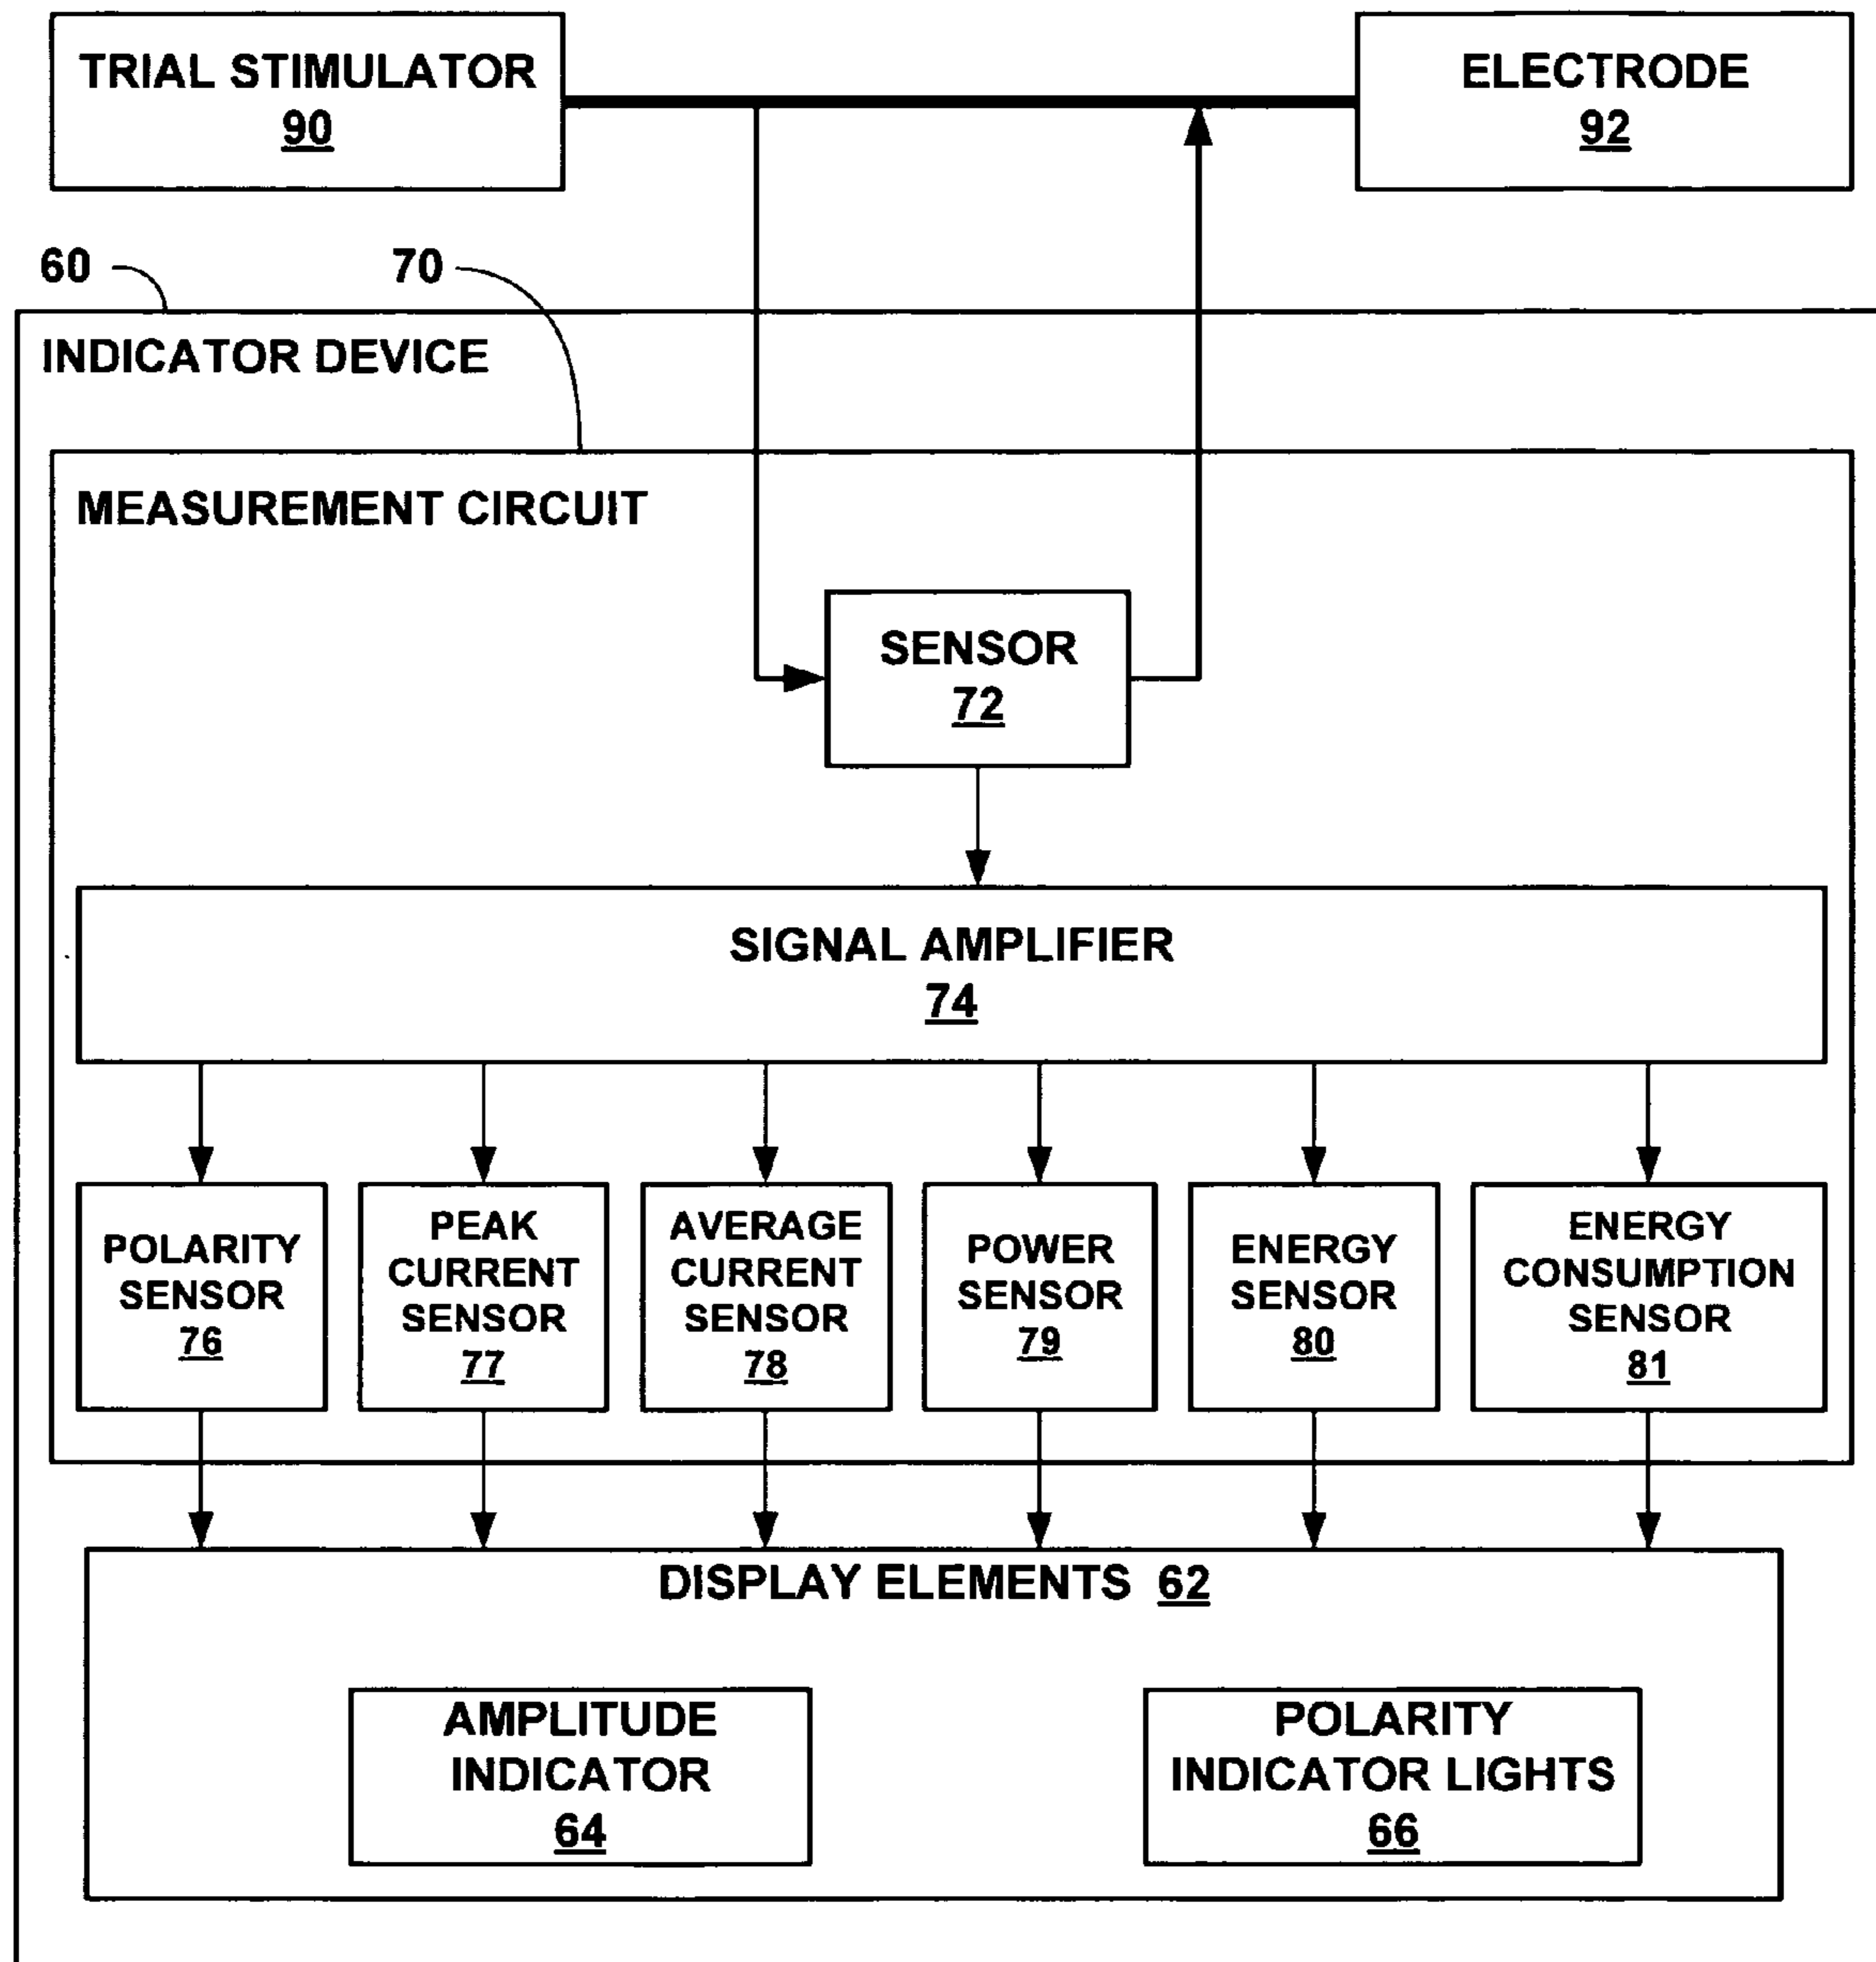 TRIAL STIMULATOR
90
ELECTRODE
92
60
70
INDICATOR DEVICE
MEASUREMENT CIRCUIT
SENSOR
72
SIGNAL AMPLIFIER
74
POLARITY
SENSOR
76
PEAK
CURRENT
SENSOR
77
AVERAGE
CURRENT
SENSOR
78
POWER
SENSOR
79
ENERGY
SENSOR
80
ENERGY
CONSUMPTION
SENSOR
81
DISPLAY ELEMENTS 62
AMPLITUDE
INDICATOR
64
POLARITY
INDICATOR LIGHTS
66